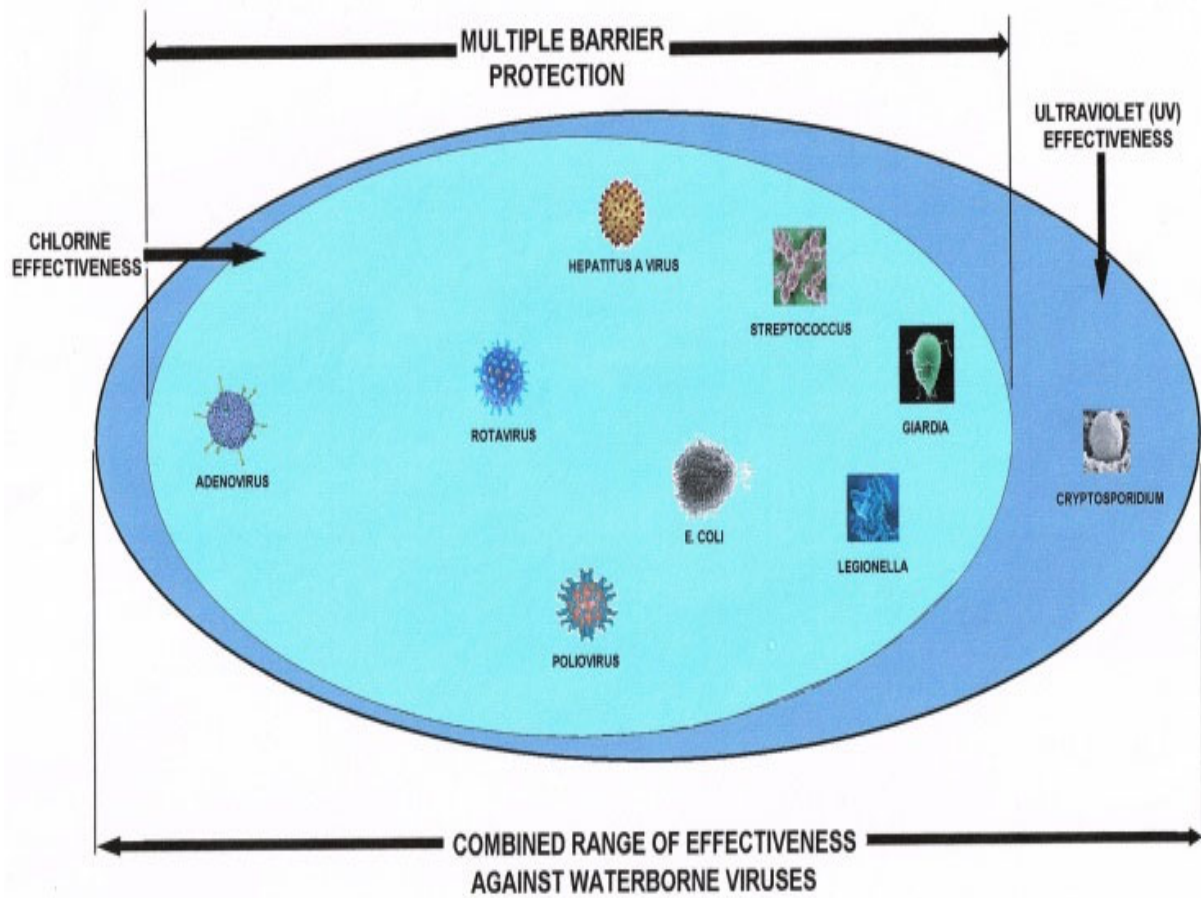 MULTIPLE BARRIER
PROTECTION
ULTRAVIOLET (UV)
EFFECTIVENESS
CHLORINE
EFFECTIVENESS
HEPATITUS A VIRUS
STREPTOCOCCUS
ROTAVIRUS
GIARDIA
ADENOVIRUS
CRYPTOSPORIDIUM
E. COLI
LEGIONELLA
POLIOVIRUS
COMBINED RANGE OF EFFECTIVENESS
AGAINST WATERBORNE VIRUSES